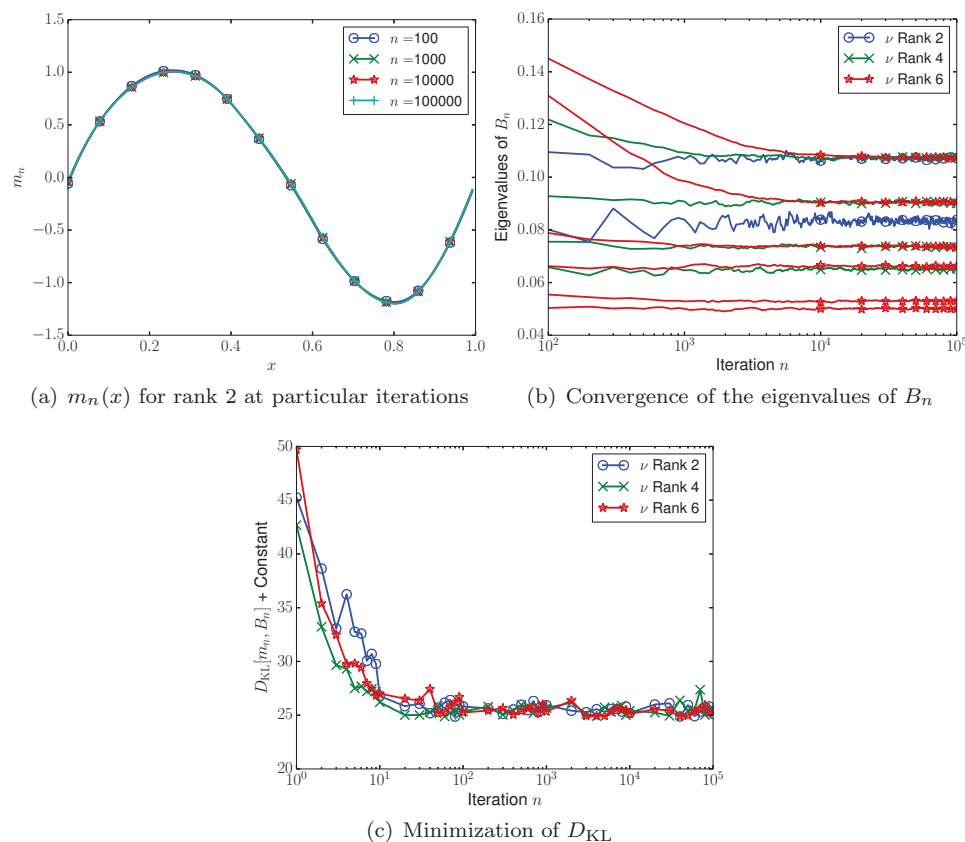 1.5
1.0
0.5
0.0
−0.5
−1.0
−1.5
m_n
0.0 0.2 0.4 0.6 0.8 1.0
x
n =100
n =1000
n =10000
n =100000
(a) m_n(x) for rank 2 at particular iterations
0.16
0.14
0.12
0.10
0.08
0.06
0.04
Eigenvalues of B_n
10^2 10^3 10^4 10^5
Iteration n
ν Rank 2
ν Rank 4
ν Rank 6
(b) Convergence of the eigenvalues of B_n
50
45
40
35
30
25
20
D_KL[m_n, B_n] + Constant
10^0 10^1 10^2 10^3 10^4 10^5
Iteration n
ν Rank 2
ν Rank 4
ν Rank 6
(c) Minimization of D_KL